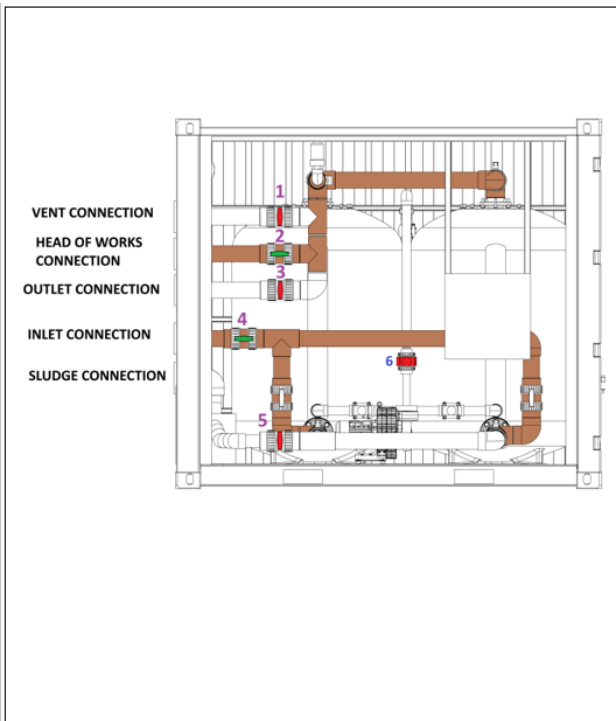 1
VENT CONNECTION
2
HEAD OF WORKS
CONNECTION
3
OUTLET CONNECTION
4
INLET CONNECTION
6
SLUDGE CONNECTION
5